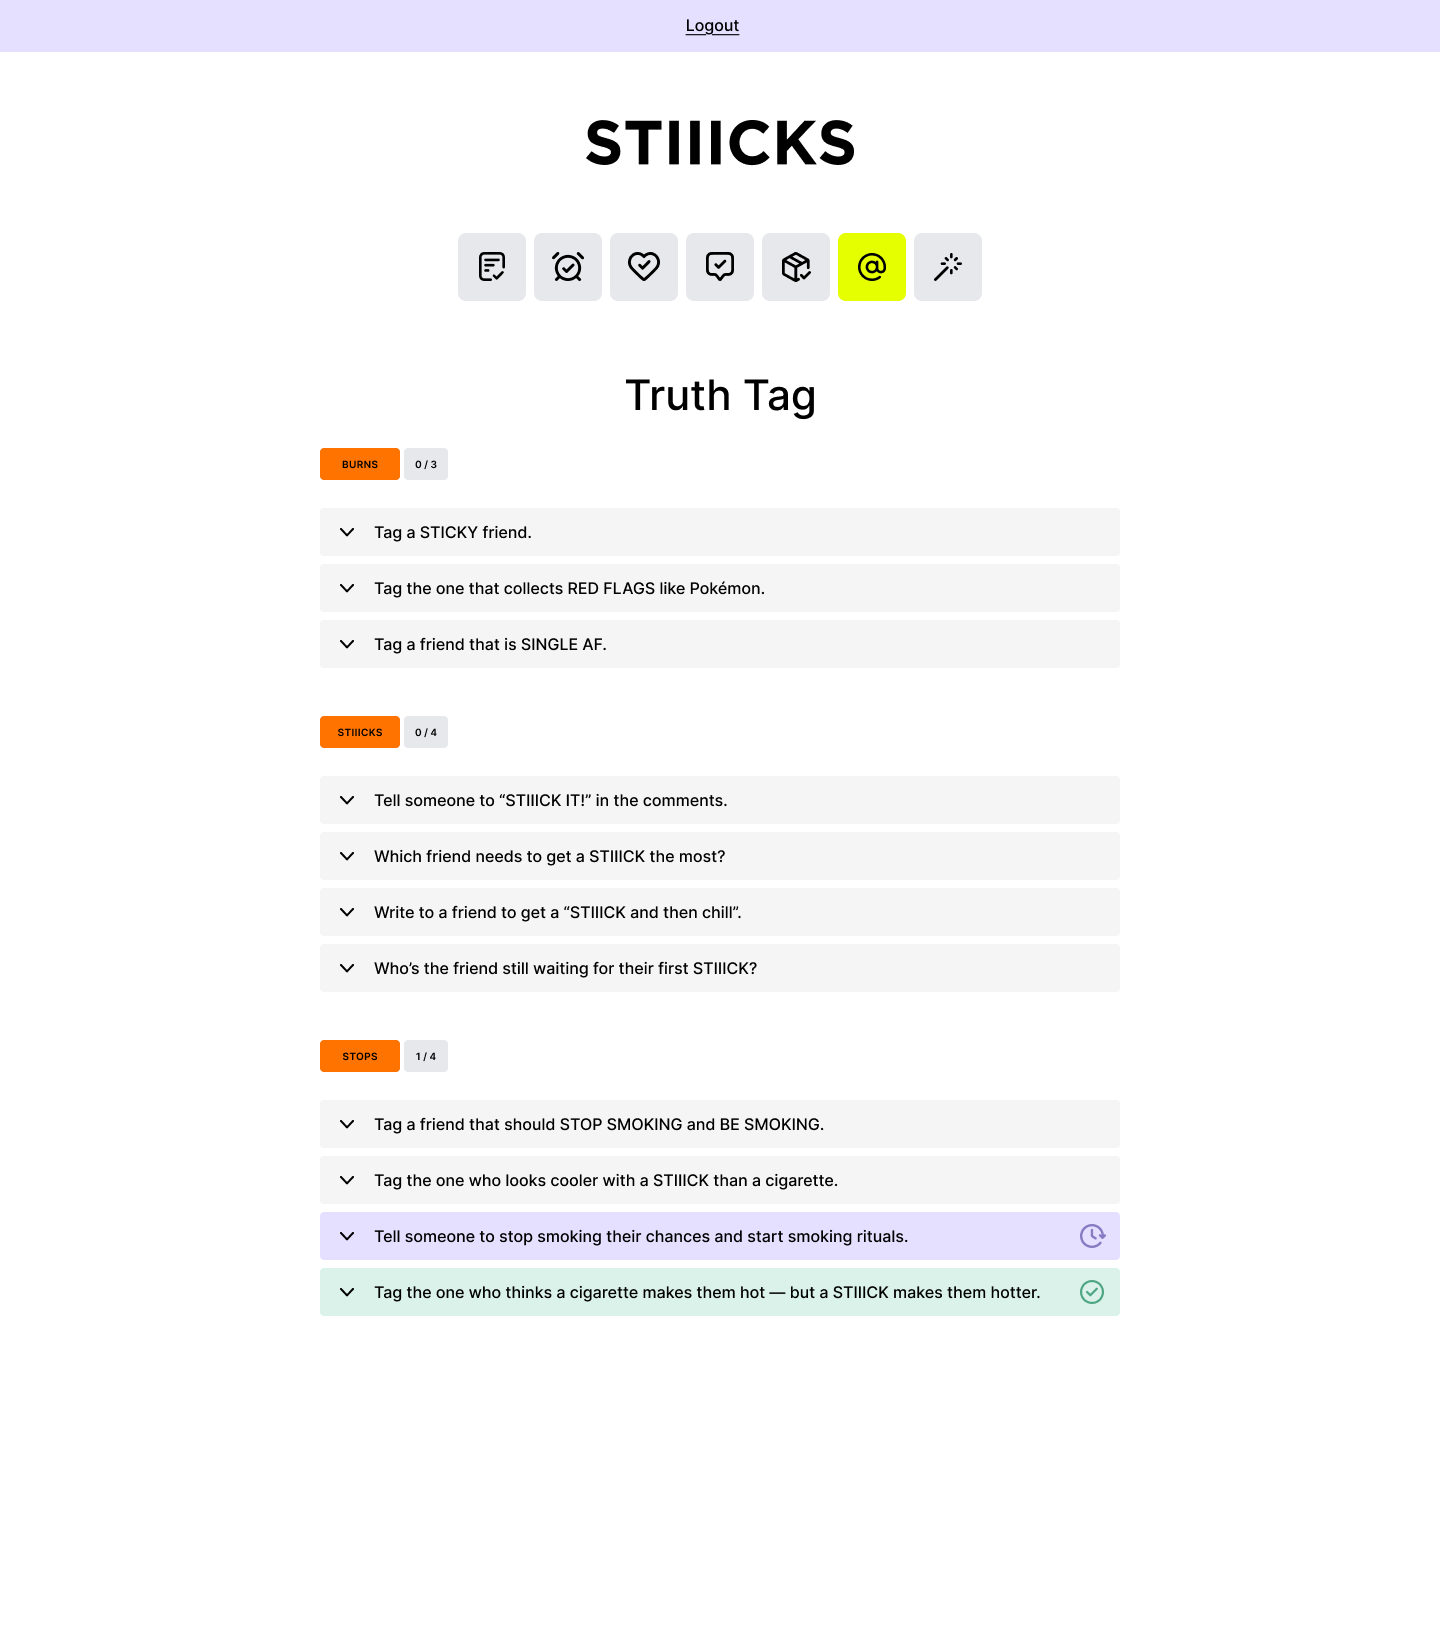 Logout
STIIICKS
Truth Tag
BURNS 0 / 3
Tag a STICKY friend.
Tag the one that collects RED FLAGS like Pokémon.
Tag a friend that is SINGLE AF.
STIIICKS 0 / 4
Tell someone to “STIIICK IT!” in the comments.
Which friend needs to get a STIIICK the most?
Write to a friend to get a “STIIICK and then chill”.
Who’s the friend still waiting for their first STIIICK?
STOPS 1 / 4
Tag a friend that should STOP SMOKING and BE SMOKING.
Tag the one who looks cooler with a STIIICK than a cigarette.
Tell someone to stop smoking their chances and start smoking rituals.
Tag the one who thinks a cigarette makes them hot — but a STIIICK makes them hotter.